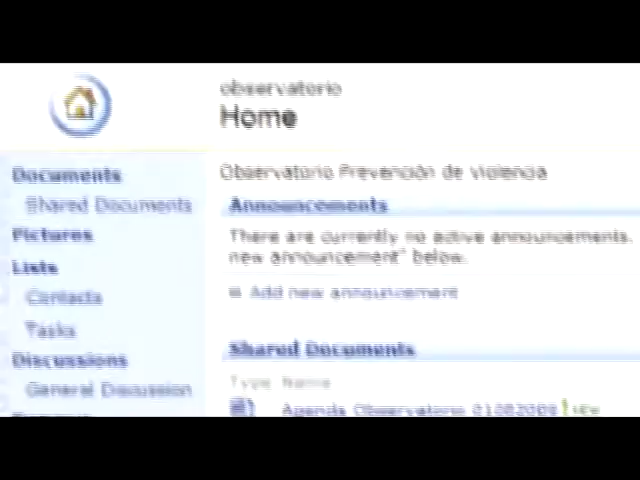 observatorio
Home
Observatorio Prevención de violencia
Documents
Shared Documents
Pictures
Lists
Contacts
Tasks
Discussions
General Discussion
Announcements
There are currently no active announcements.
new announcement" below.
Add new announcement
Shared Documents
Type Name
Agenda Observatorio